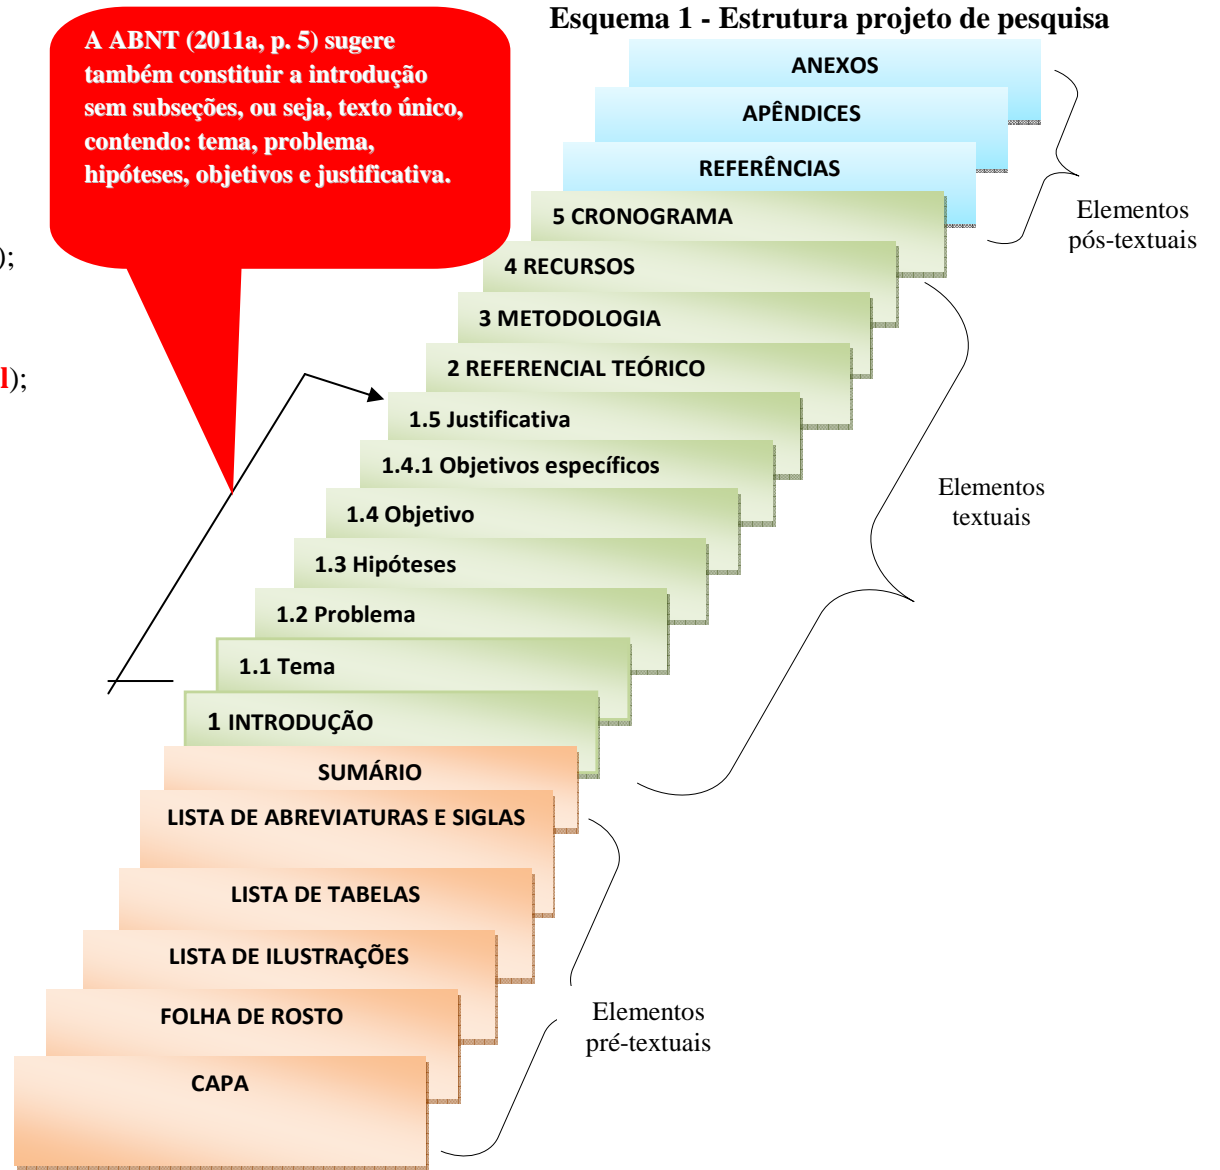 Esquema 1 - Estrutura projeto de pesquisa
A ABNT (2011a, p. 5) sugere
também constituir a introdução
sem subseções, ou seja, texto único,
contendo: tema, problema,
hipóteses, objetivos e justificativa.
);
l);
ANEXOS
APÊNDICES
REFERÊNCIAS
Elementos
pós-textuais
5 CRONOGRAMA
4 RECURSOS
3 METODOLOGIA
2 REFERENCIAL TEÓRICO
1.5 Justificativa
1.4.1 Objetivos específicos
1.4 Objetivo
1.3 Hipóteses
1.2 Problema
1.1 Tema
1 INTRODUÇÃO
Elementos
textuais
SUMÁRIO
LISTA DE ABREVIATURAS E SIGLAS
LISTA DE TABELAS
LISTA DE ILUSTRAÇÕES
FOLHA DE ROSTO
CAPA
Elementos
pré-textuais